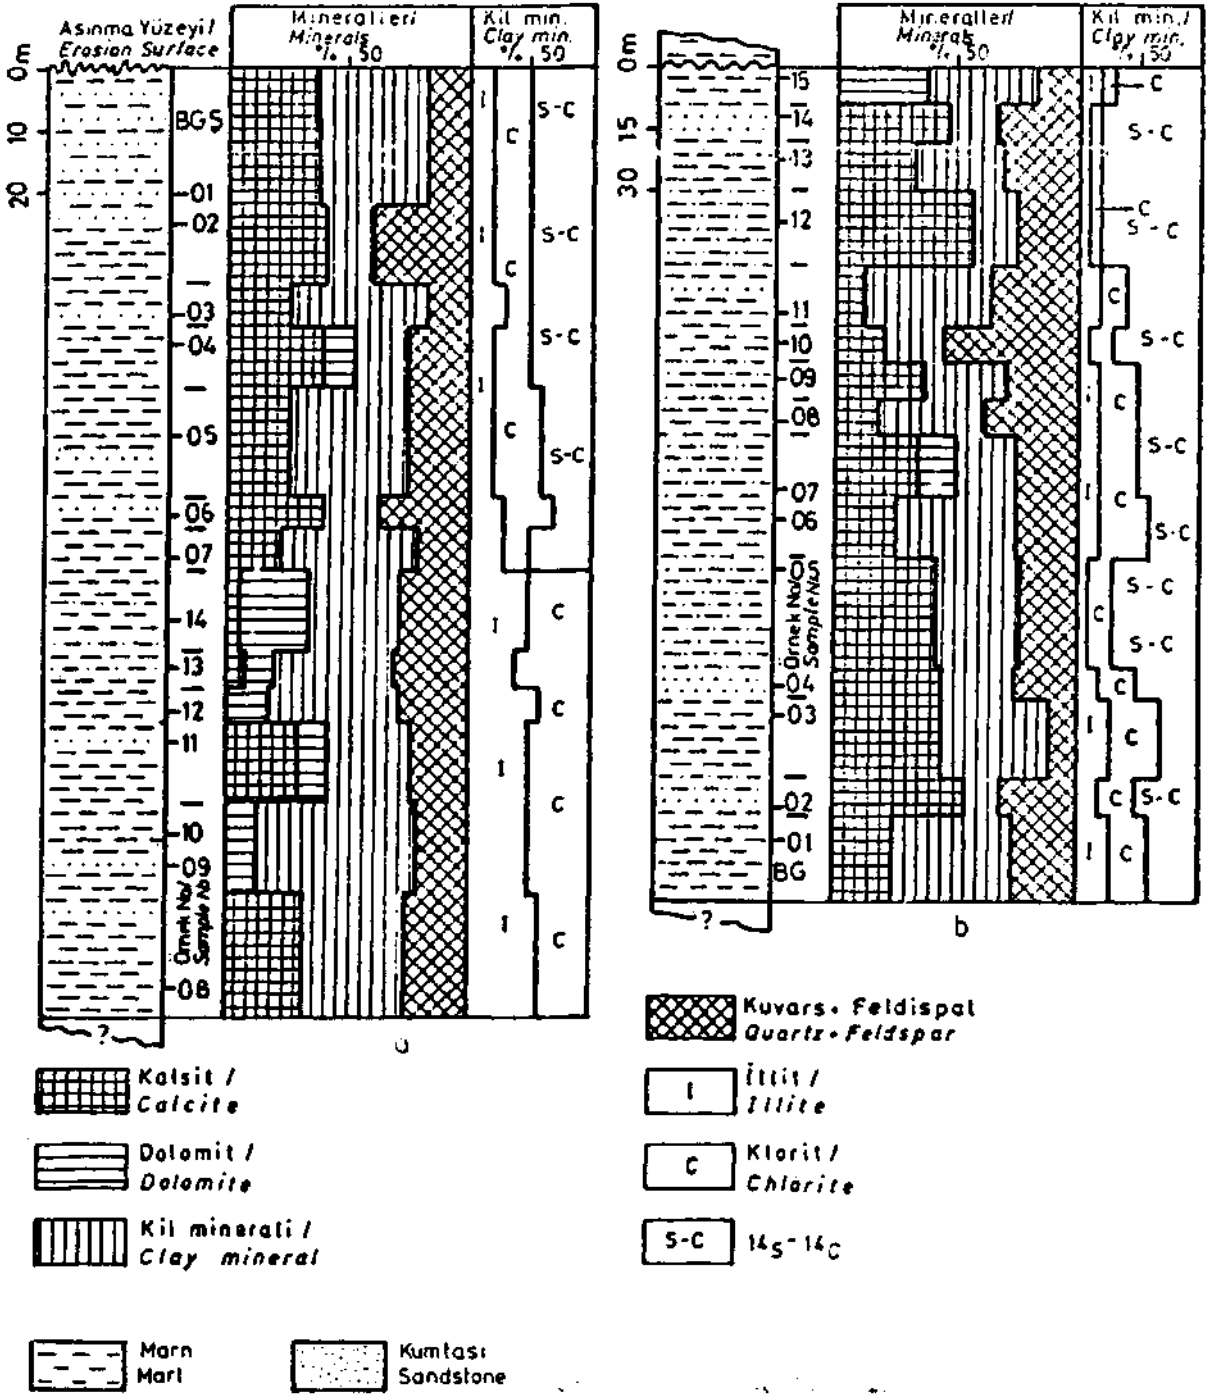 Aşınma Yüzeyi /
Erosion Surface
Mineraller /
Minerals
% 50
Kil min.
Clay min.
% 50
0m
10
20
BGŞ
01
02
03
04
05
06
07
14
13
12
11
10
09
08
Örnek No/
Sample No
I
C
S-C
I
S-C
C
S-C
I
C
S-C
I
C
C
I
C
I
C
?
a
Mineraller /
Minerals
% 50
Kil min. /
Clay min.
% 50
0m
15
30
15
14
13
12
11
10
09
08
07
06
05
04
03
02
01
BG
Örnek No/
Sample No
I
C
S-C
C
S-C
C
S-C
C
S-C
I
C
S-C
S-C
C
S-C
C
I
C
C
S-C
I
C
?
b
Kalsit /
Calcite
Dolomit /
Dolomite
Kil minerali /
Clay mineral
Kuvars + Feldispat
Quartz + Feldspar
I
İllit /
Illite
C
Klorit /
Chlorite
S-C
14S-14C
Marn
Marl
Kumtası
Sandstone